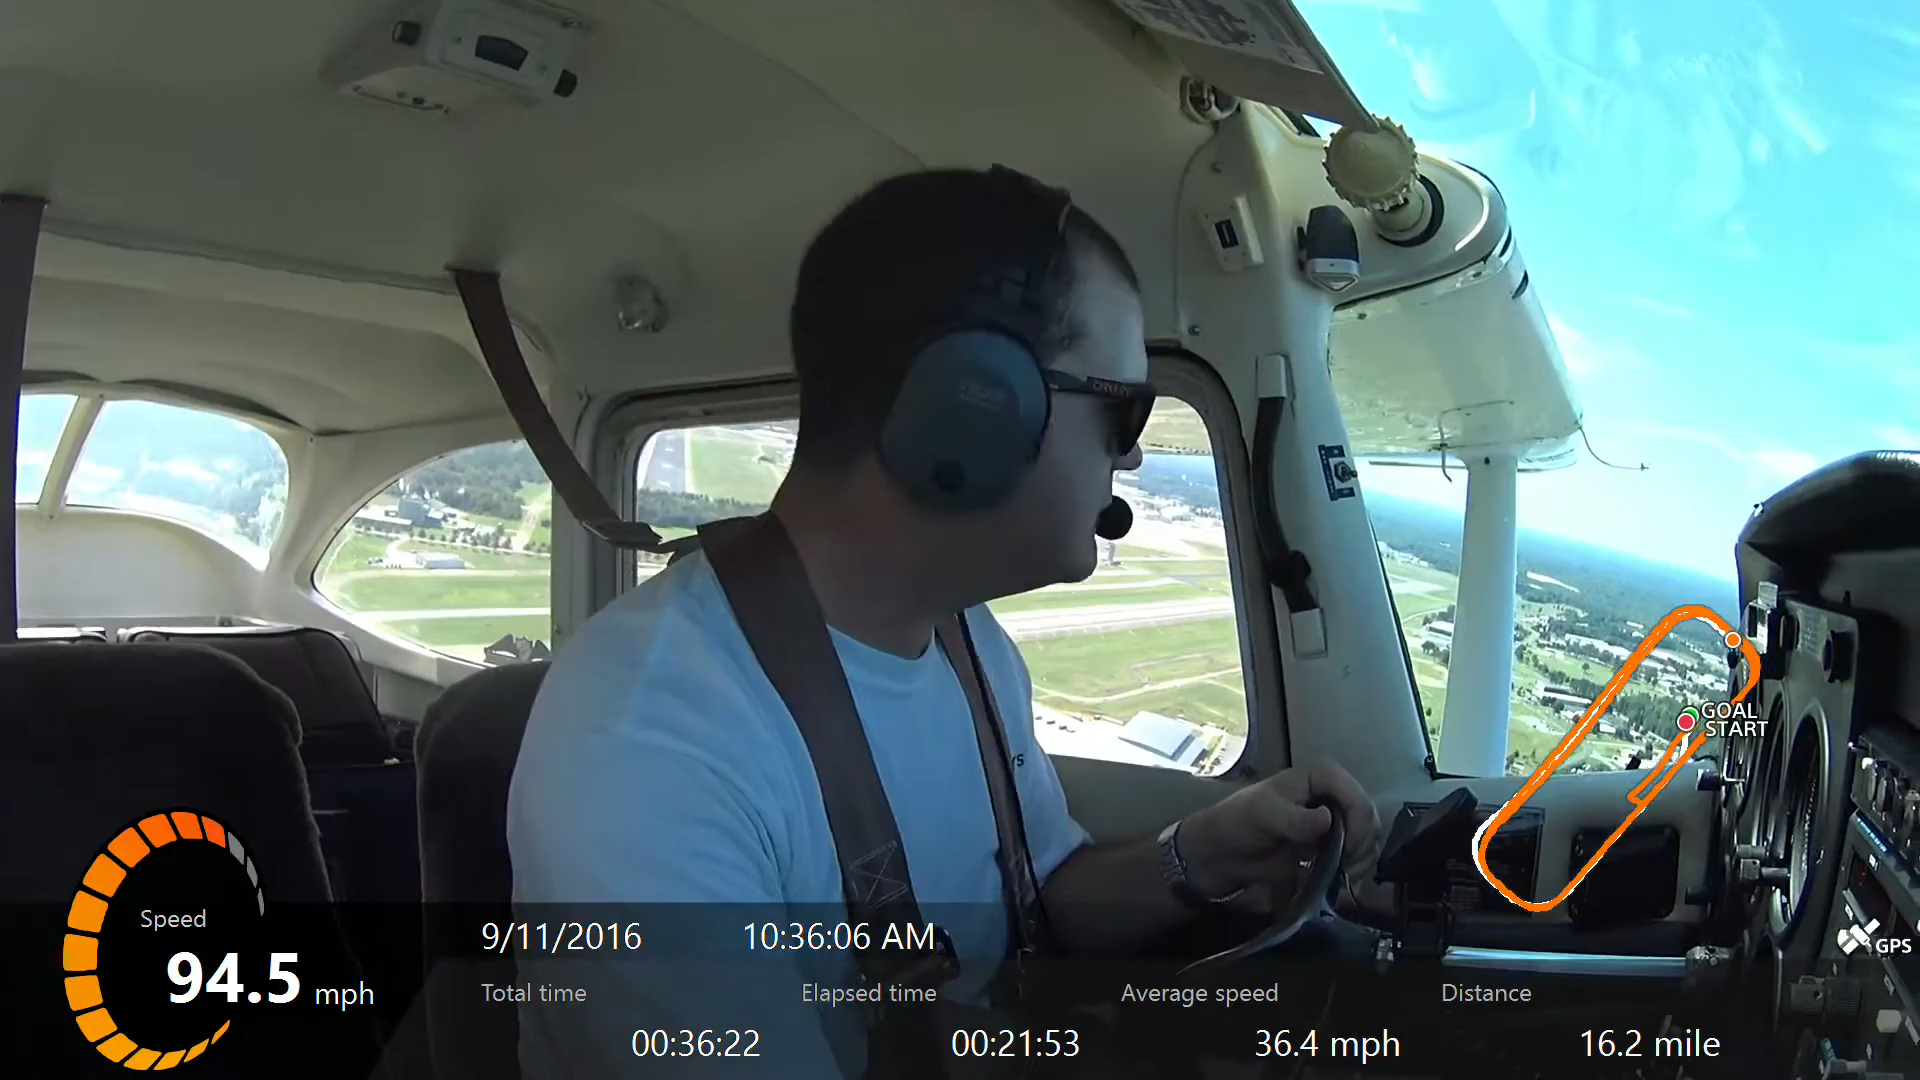 GOAL
START
GPS
Speed
94.5 mph
9/11/2016
10:36:06 AM
Total time
Elapsed time
Average speed
Distance
00:36:22
00:21:53
36.4 mph
16.2 mile